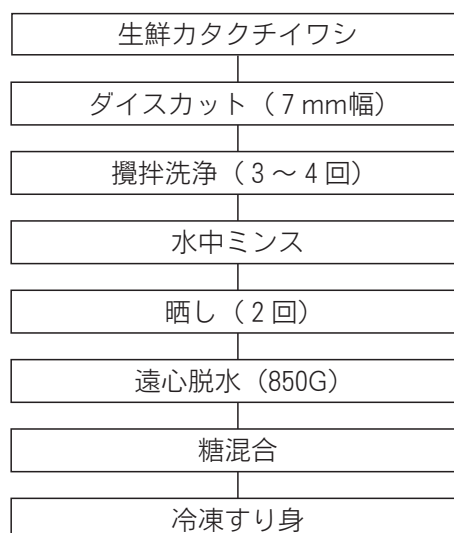 生鮮カタクチイワシ
ダイスカット（７mm幅）
攪拌洗浄（３～４回）
水中ミンス
晒し（２回）
遠心脱水（850G）
糖混合
冷凍すり身